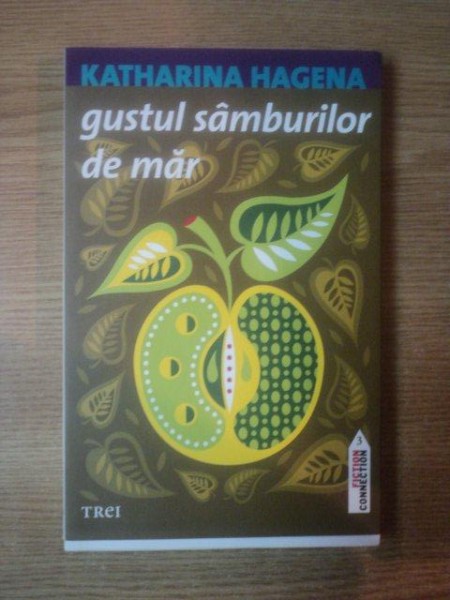 KATHARINA HAGENA
gustul sâmburilor
de măr
3
FICTION
CONNECTION
TREI